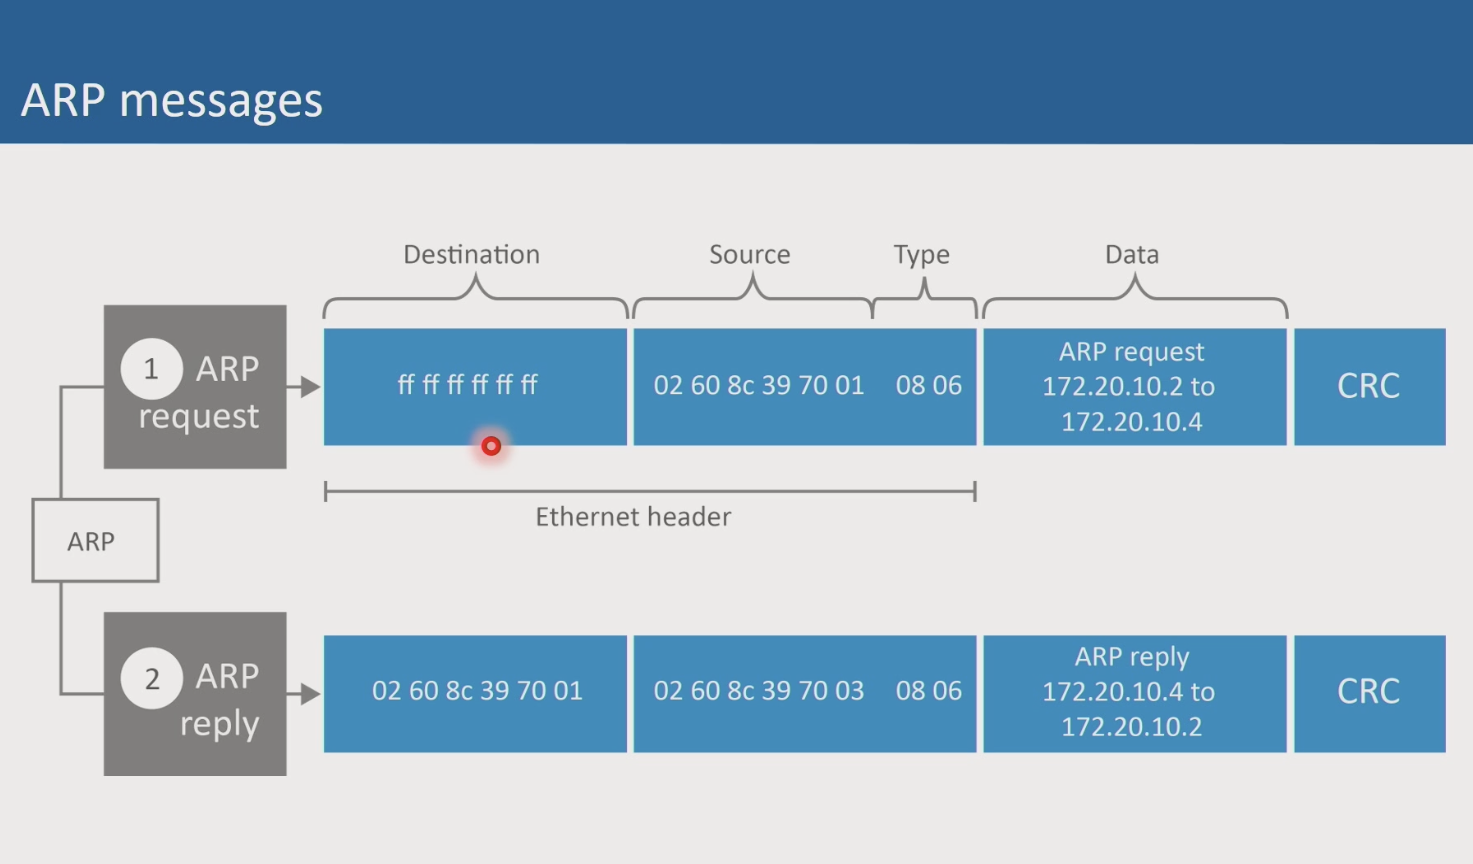 ARP messages
Destination
Source
Type
Data
1
ARP
request
ff ff ff ff ff ff
02 60 8c 39 70 01
08 06
ARP request
172.20.10.2 to
172.20.10.4
CRC
Ethernet header
ARP
2
ARP
reply
02 60 8c 39 70 01
02 60 8c 39 70 03
08 06
ARP reply
172.20.10.4 to
172.20.10.2
CRC